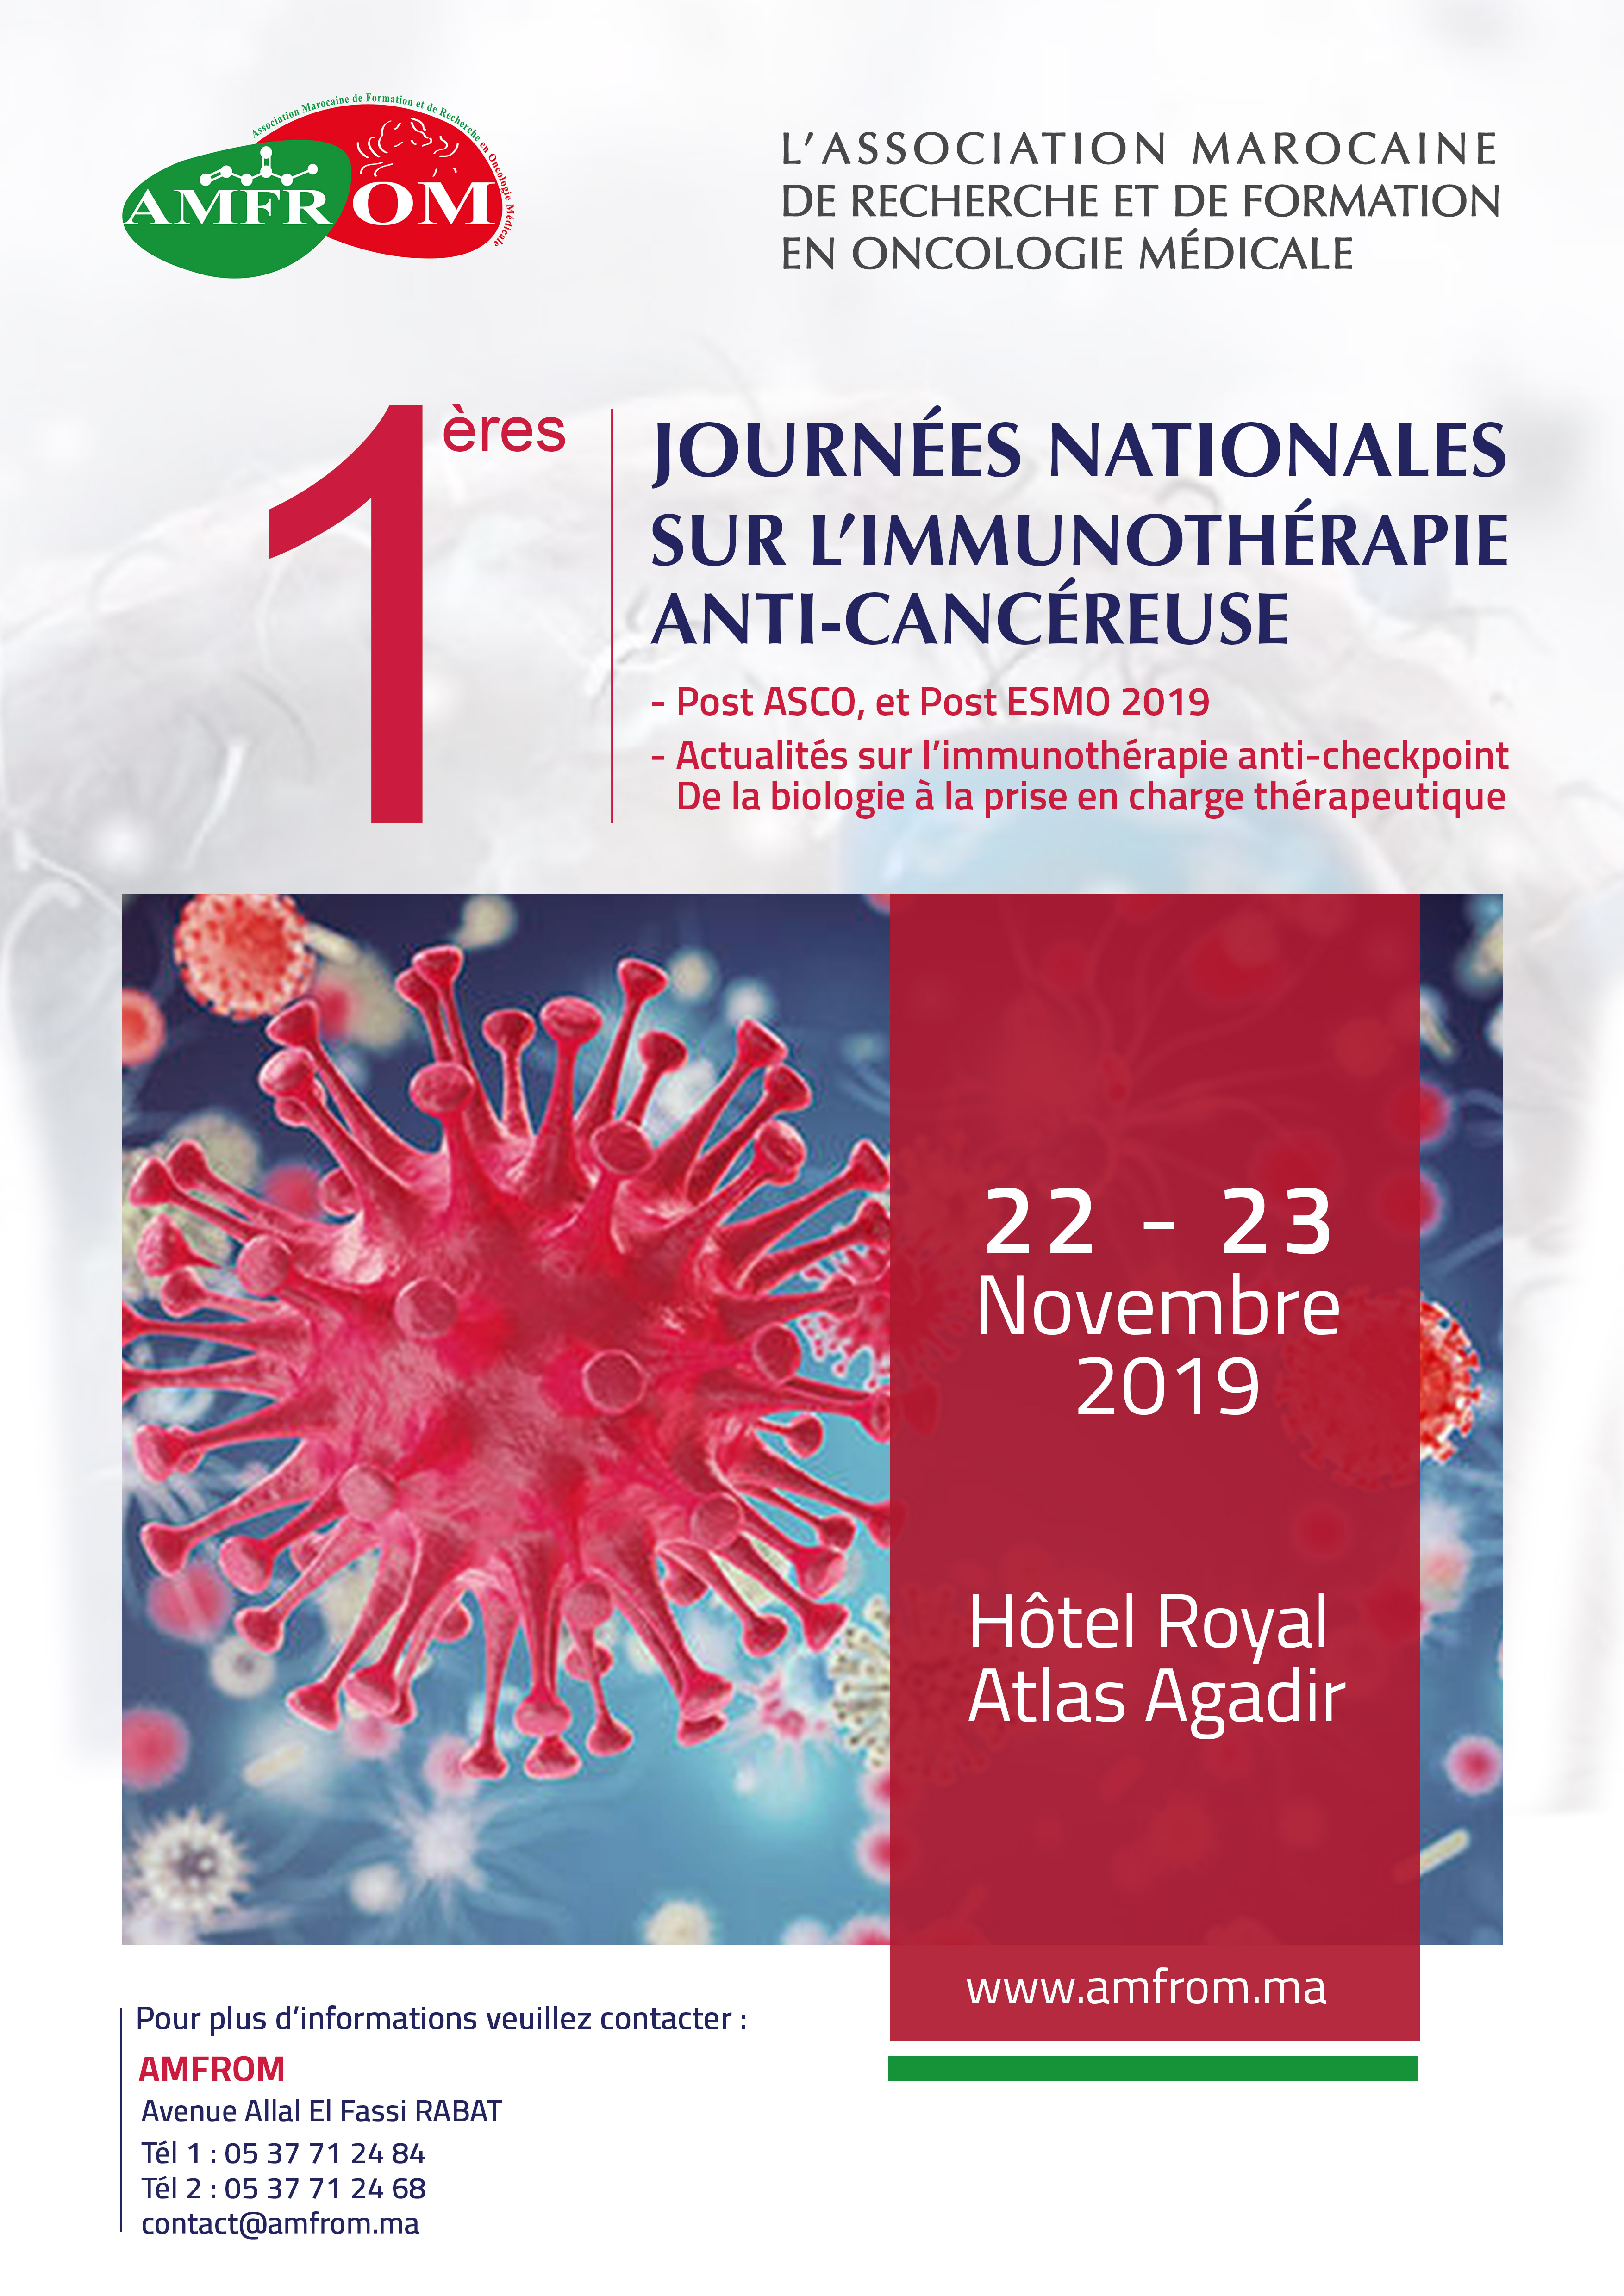 Association Marocaine de Formation et de Recherche en Oncologie Médicale
AMFROM
L'ASSOCIATION MAROCAINE
DE RECHERCHE ET DE FORMATION
EN ONCOLOGIE MÉDICALE
1ères
JOURNÉES NATIONALES
SUR L'IMMUNOTHÉRAPIE
ANTI-CANCÉREUSE
- Post ASCO, et Post ESMO 2019
- Actualités sur l'immunothérapie anti-checkpoint
De la biologie à la prise en charge thérapeutique
22 - 23
Novembre
2019
Hôtel Royal
Atlas Agadir
www.amfrom.ma
Pour plus d'informations veuillez contacter :
AMFROM
Avenue Allal El Fassi RABAT
Tél 1 : 05 37 71 24 84
Tél 2 : 05 37 71 24 68
contact@amfrom.ma